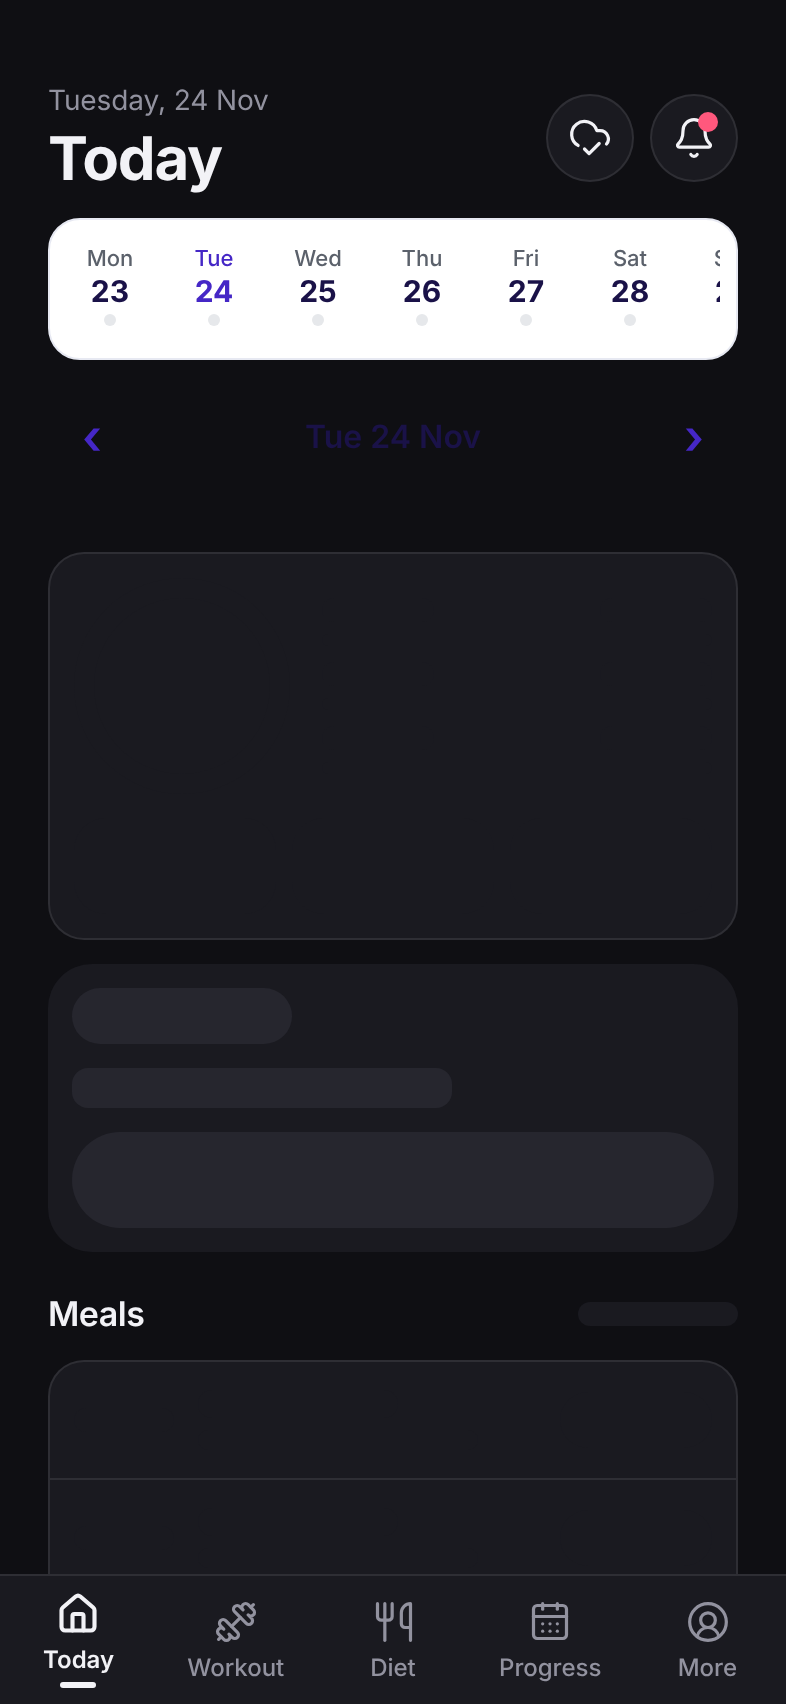 Tuesday, 24 Nov
Today
Mon Tue Wed Thu Fri Sat
23 24 25 26 27 28
‹ Tue 24 Nov ›
Meals
Today Workout Diet Progress More